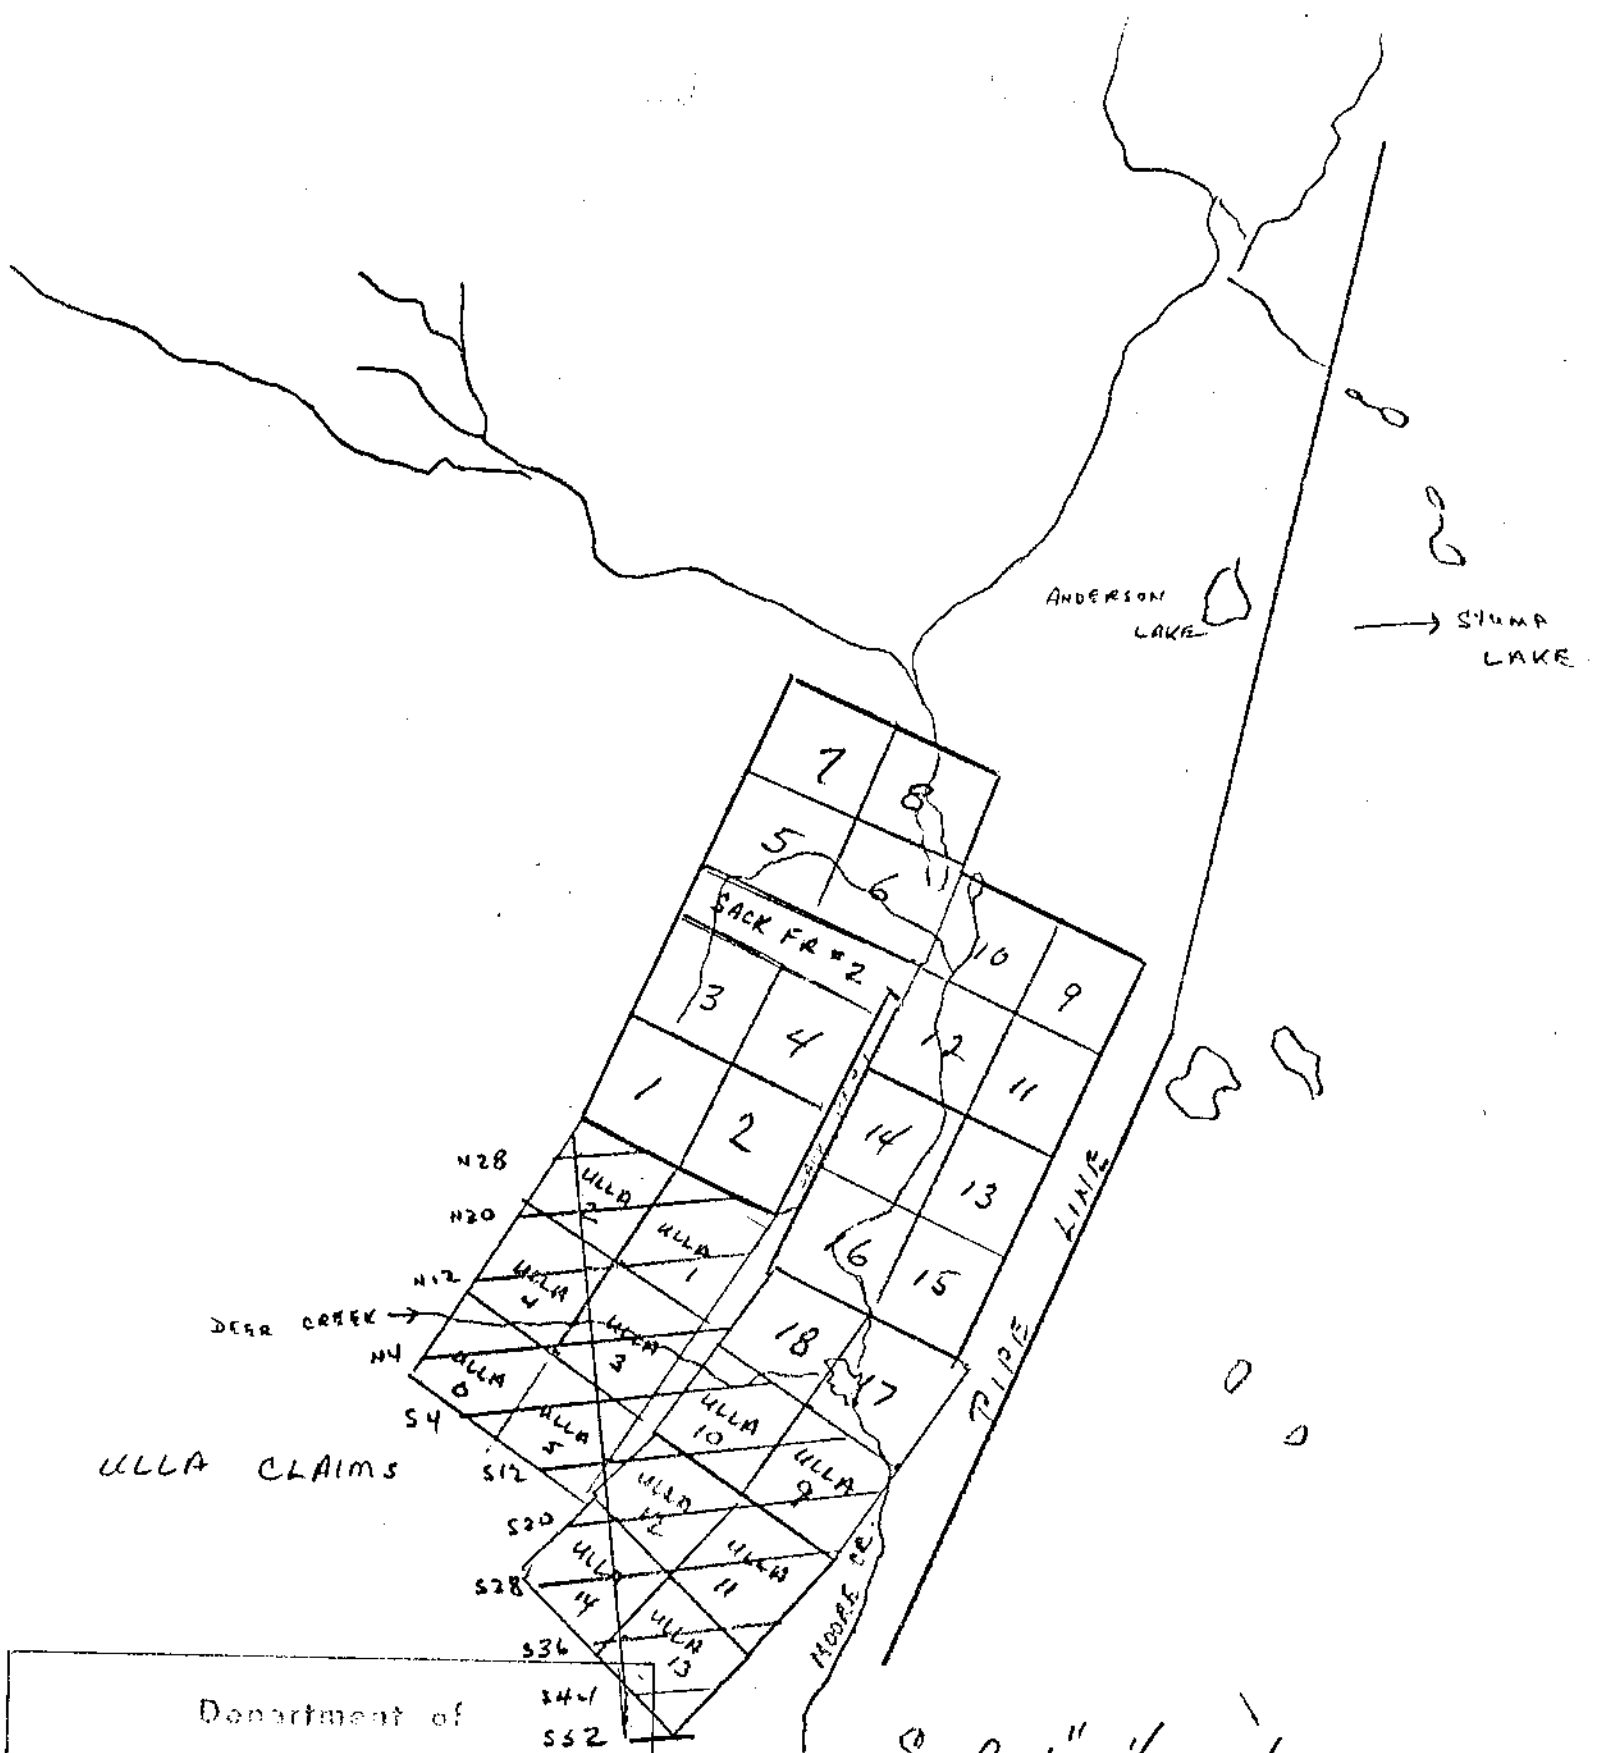 ANDERSON
LAKE
→ STUMP
LAKE
7
8
5
6
SACK FR #2
10
9
3
4
12
11
1
2
14
13
N28
ULLA
2
N20
ULLA
1
16
15
LINE
PIPE
N12
ULLA
4
DEER CREEK →
ULLA
3
18
17
N4
ULLA
6
S4
ULLA
5
ULLA
10
ULLA CLAIMS
S12
ULLA
9
ULLA
12
S20
ULLA
14
ULLA
11
S28
MOORE CR.
S36
ULLA
13
S44
Department of
S52